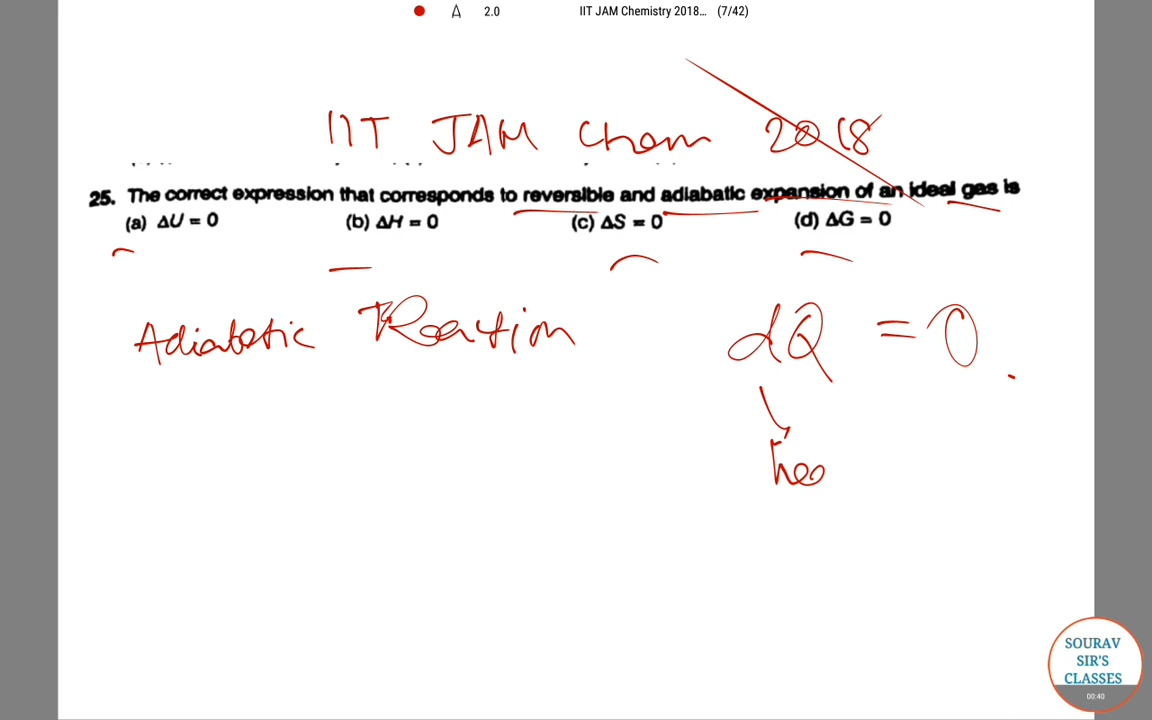 2.0 IIT JAM Chemistry 2018... (7/42)
IIT JAM Chem 2018
25. The correct expression that corresponds to reversible and adiabatic expansion of an ideal gas is
(a) ΔU = 0 (b) ΔH = 0 (c) ΔS = 0 (d) ΔG = 0
Adiabatic Reaction dQ = 0.
hea
SOURAV
SIR'S
CLASSES
00:40